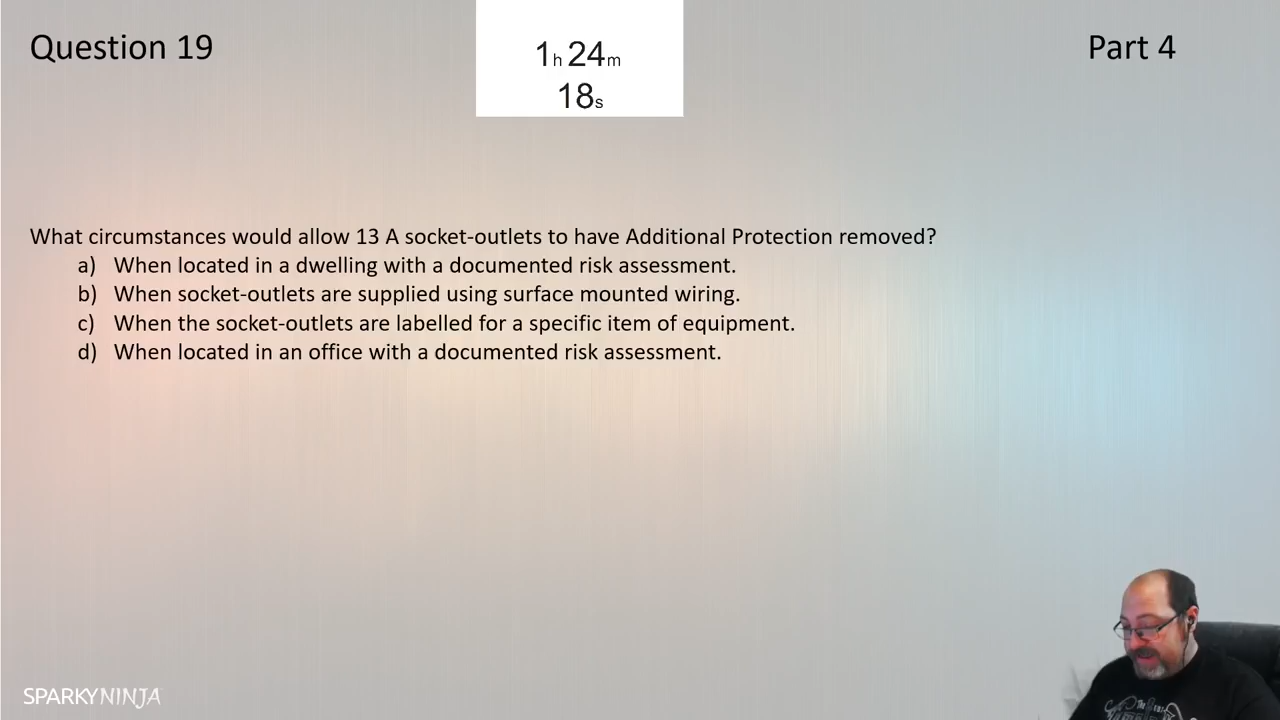 Question 19
1h 24m
18s
Part 4
What circumstances would allow 13 A socket-outlets to have Additional Protection removed?
a) When located in a dwelling with a documented risk assessment.
b) When socket-outlets are supplied using surface mounted wiring.
c) When the socket-outlets are labelled for a specific item of equipment.
d) When located in an office with a documented risk assessment.
SPARKYNINJA
The